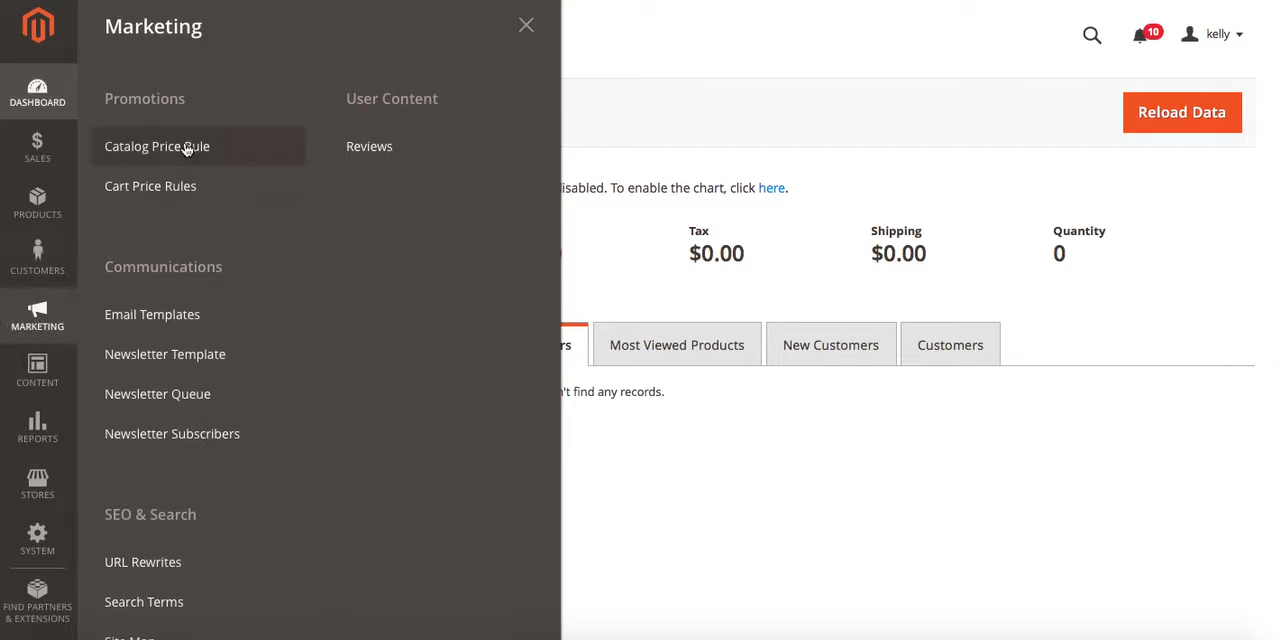 DASHBOARD
SALES
PRODUCTS
CUSTOMERS
MARKETING
CONTENT
REPORTS
STORES
SYSTEM
FIND PARTNERS
& EXTENSIONS
Marketing
Promotions
Catalog Price Rule
Cart Price Rules
Communications
Email Templates
Newsletter Template
Newsletter Queue
Newsletter Subscribers
SEO & Search
URL Rewrites
Search Terms
User Content
Reviews
10
kelly
Reload Data
isabled. To enable the chart, click here.
Tax
$0.00
Shipping
$0.00
Quantity
0
rs
Most Viewed Products
New Customers
Customers
n't find any records.